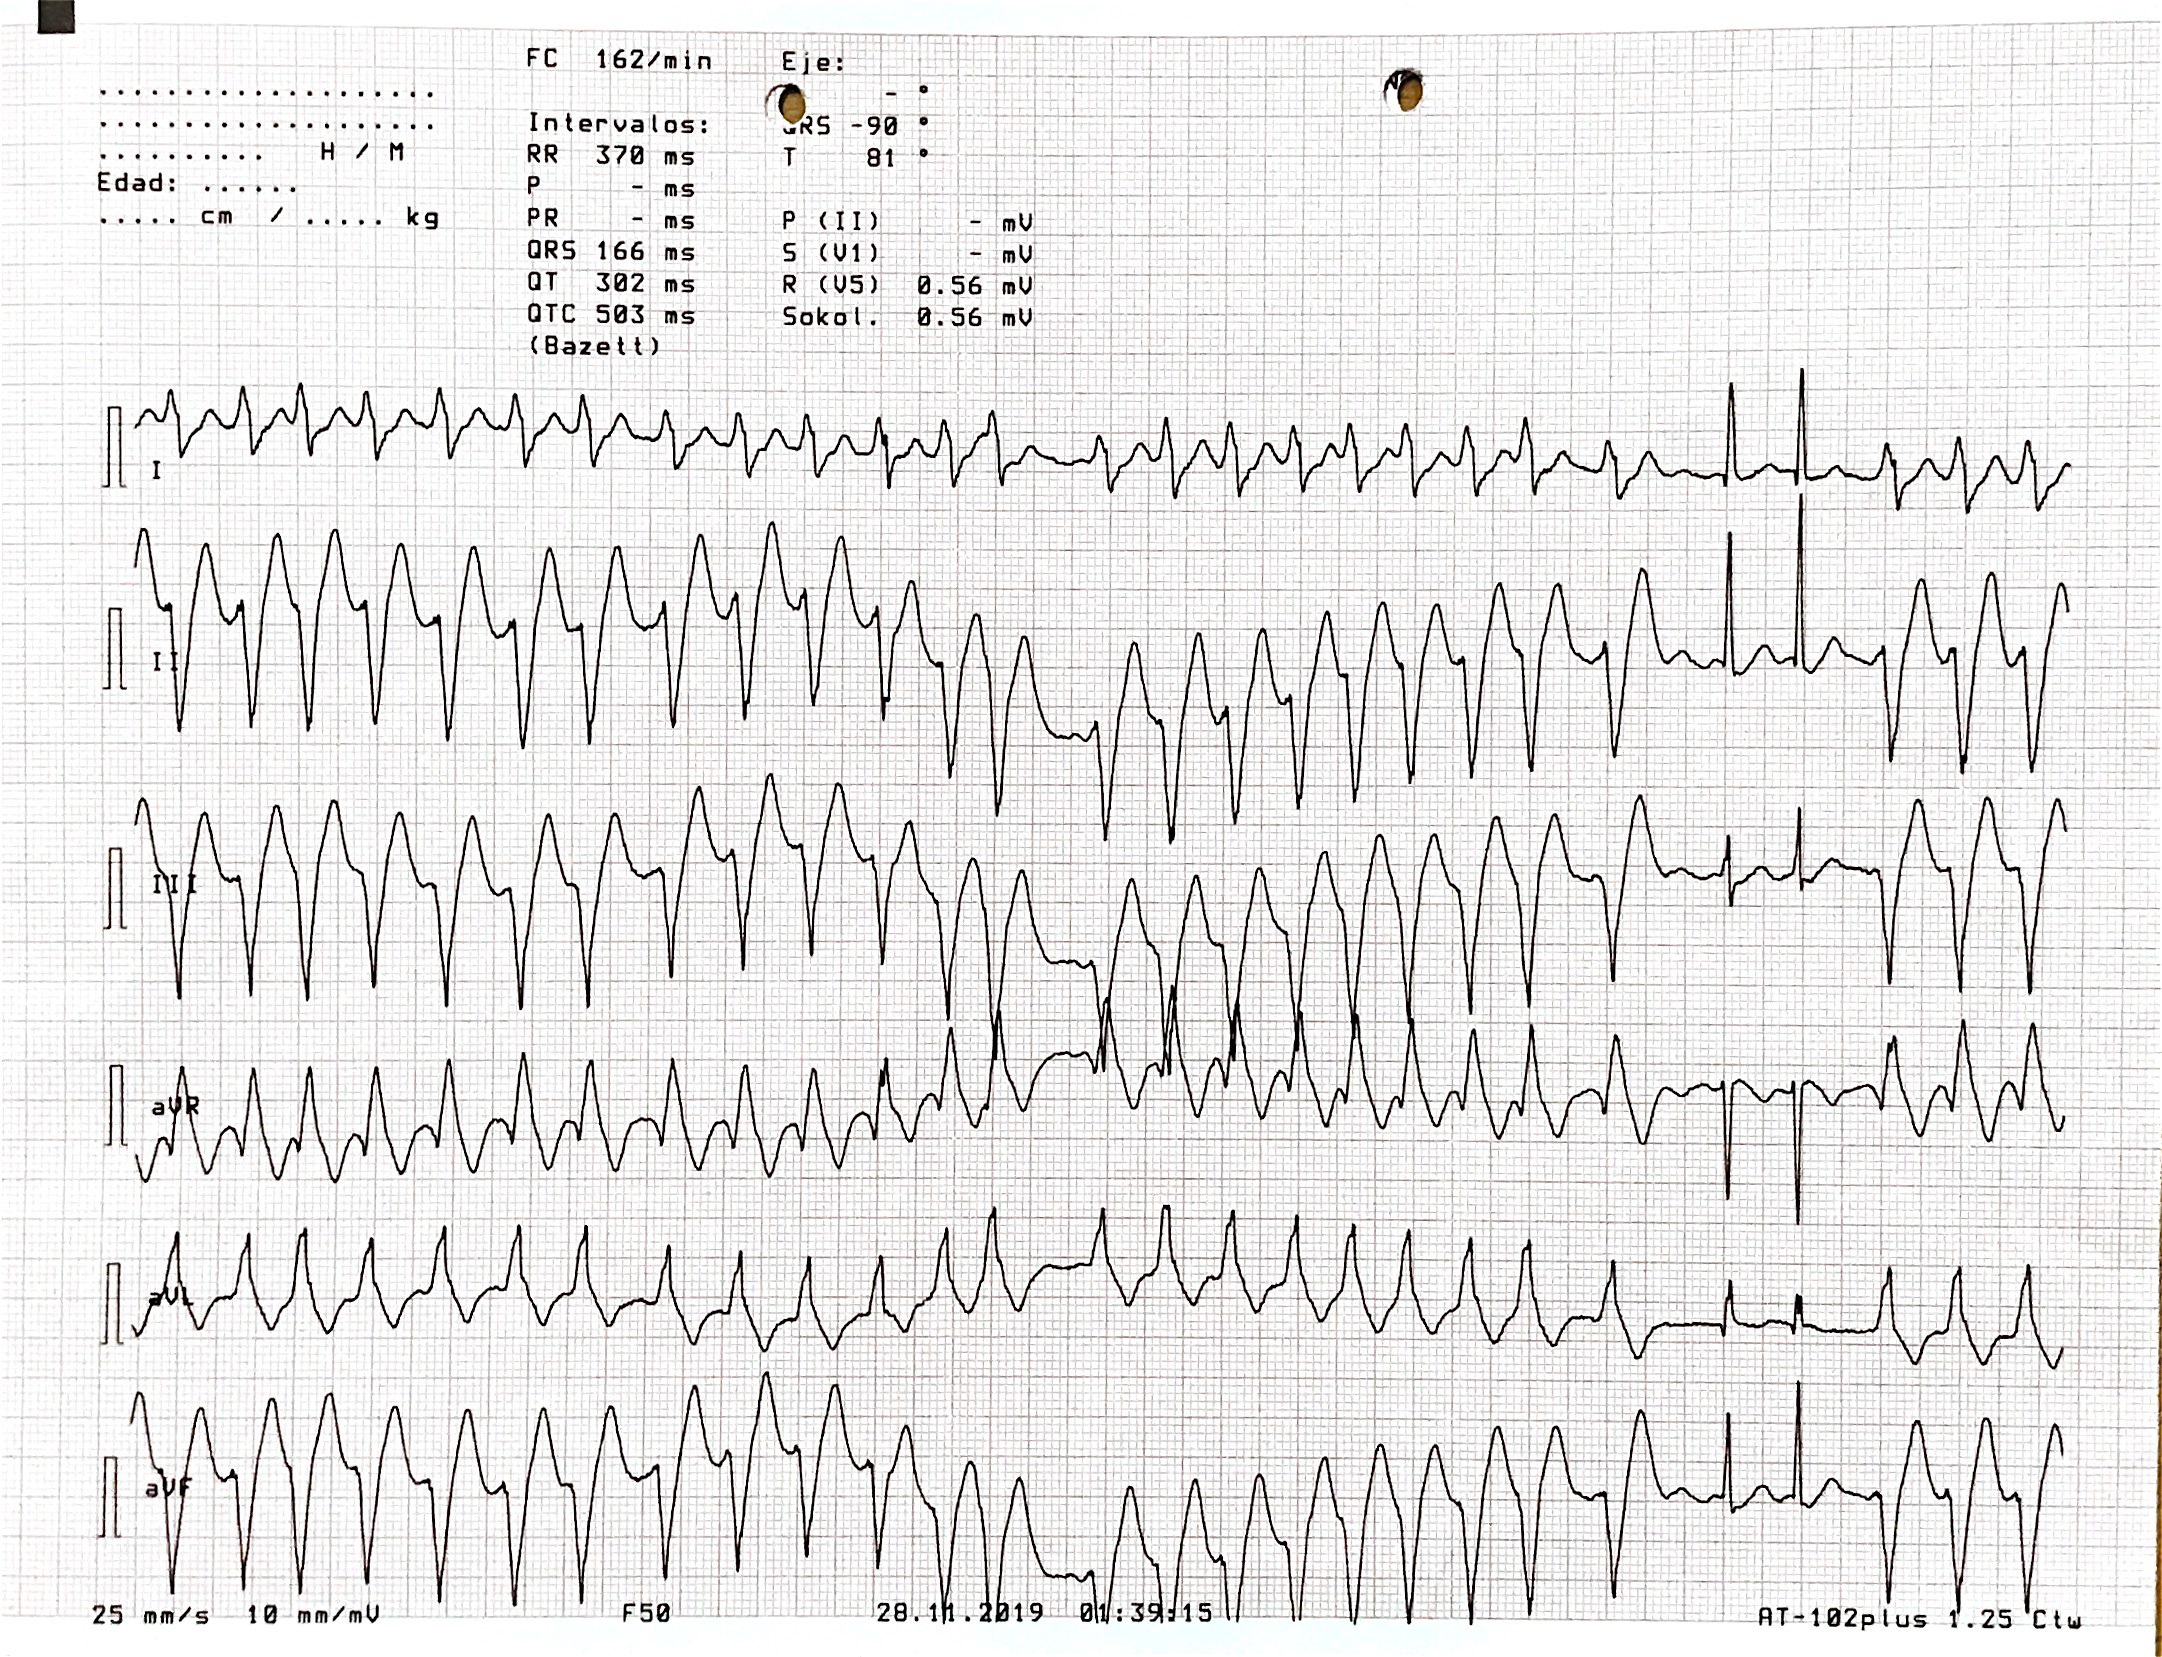 FC 162/min Eje:
.................... - °
.................... Intervalos: QRS -90 °
.......... H / M RR 370 ms T 81 °
Edad: ...... P - ms
..... cm / ..... kg PR - ms P (II) - mV
QRS 166 ms S (V1) - mV
QT 302 ms R (V5) 0.56 mV
QTC 503 ms Sokol. 0.56 mV
(Bazett)
I
II
III
aVR
aVL
aVF
25 mm/s 10 mm/mV F50 28.11.2019 01:39:15 AT-102plus 1.25 Ctw